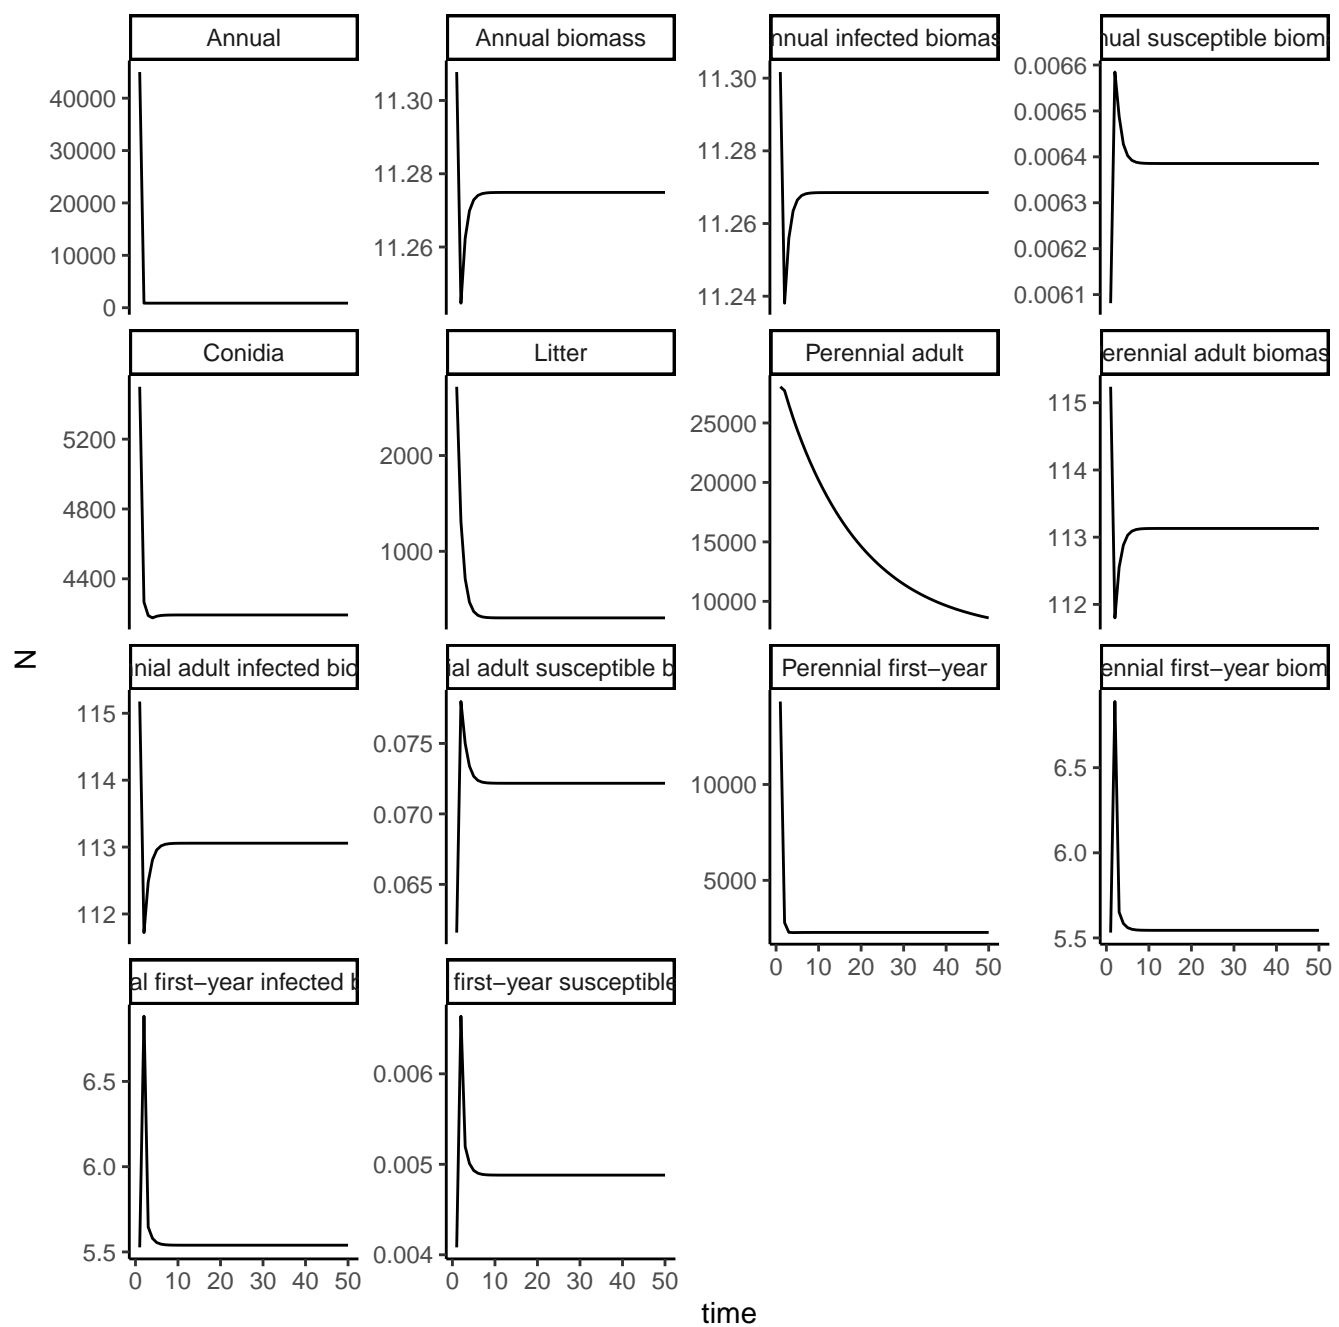 Annual
Annual biomass
nnual infected biomas
nual susceptible biom
40000
30000
20000
10000
0
11.30
11.28
11.26
11.30
11.28
11.26
11.24
0.0066
0.0065
0.0064
0.0063
0.0062
0.0061
Conidia
Litter
Perennial adult
erennial adult biomas
5200
4800
4400
2000
1000
25000
20000
15000
10000
115
114
113
112
N
nial adult infected bio
ial adult susceptible b
Perennial first−year
ennial first−year biom
115
114
113
112
0.075
0.070
0.065
10000
5000
0 10 20 30 40 50
6.5
6.0
5.5
0 10 20 30 40 50
al first−year infected b
first−year susceptible
6.5
6.0
5.5
0 10 20 30 40 50
0.006
0.005
0.004
0 10 20 30 40 50
time